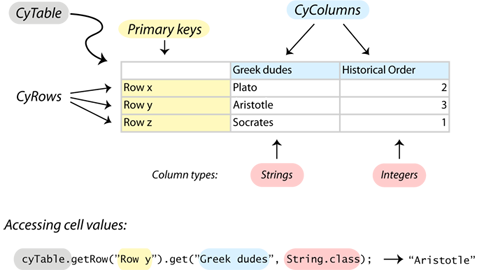 CyTable
CyColumns
Primary keys
Greek dudes Historical Order
CyRows
Row x Plato 2
Row y Aristotle 3
Row z Socrates 1
Column types: Strings Integers
Accessing cell values:
cyTable.getRow("Row y").get("Greek dudes", String.class); → "Aristotle"